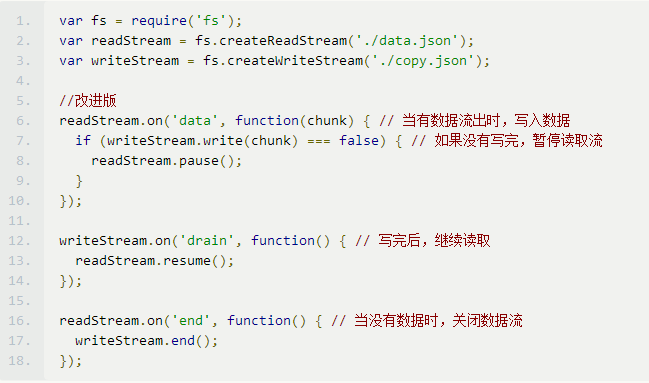 1. var fs = require('fs');
2. var readStream = fs.createReadStream('./data.json');
3. var writeStream = fs.createWriteStream('./copy.json');
4.
5. //改进版
6. readStream.on('data', function(chunk) { // 当有数据流出时，写入数据
7.   if (writeStream.write(chunk) === false) { // 如果没有写完，暂停读取流
8.     readStream.pause();
9.   }
10. });
11.
12. writeStream.on('drain', function() { // 写完后，继续读取
13.   readStream.resume();
14. });
15.
16. readStream.on('end', function() { // 当没有数据时，关闭数据流
17.   writeStream.end();
18. });